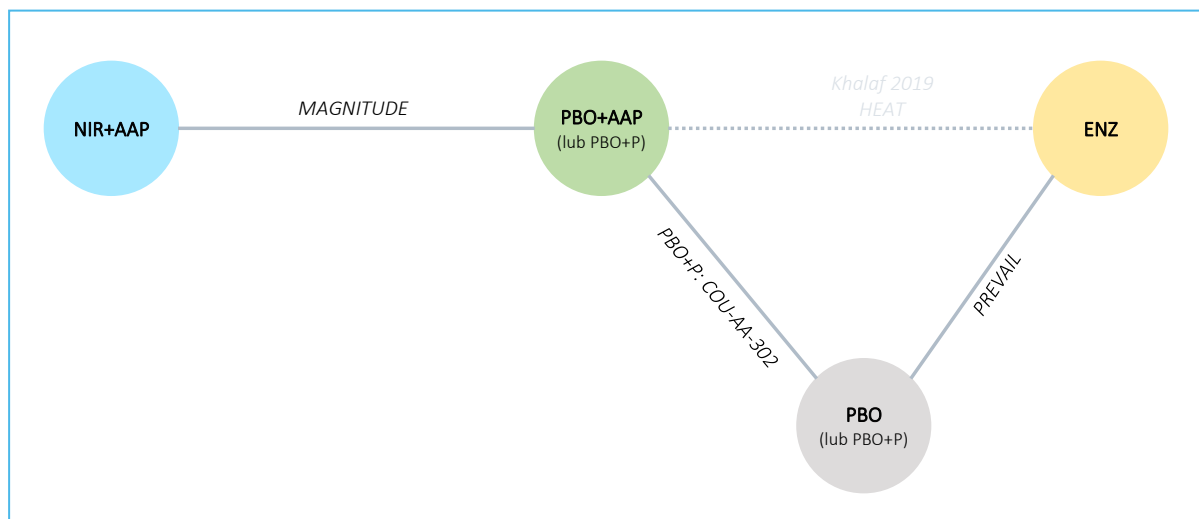 NIR+AAP
MAGNITUDE
PBO+AAP
(lub PBO+P)
Khalaf 2019
HEAT
ENZ
PBO+P: COU-AA-302
PREVAIL
PBO
(lub PBO+P)